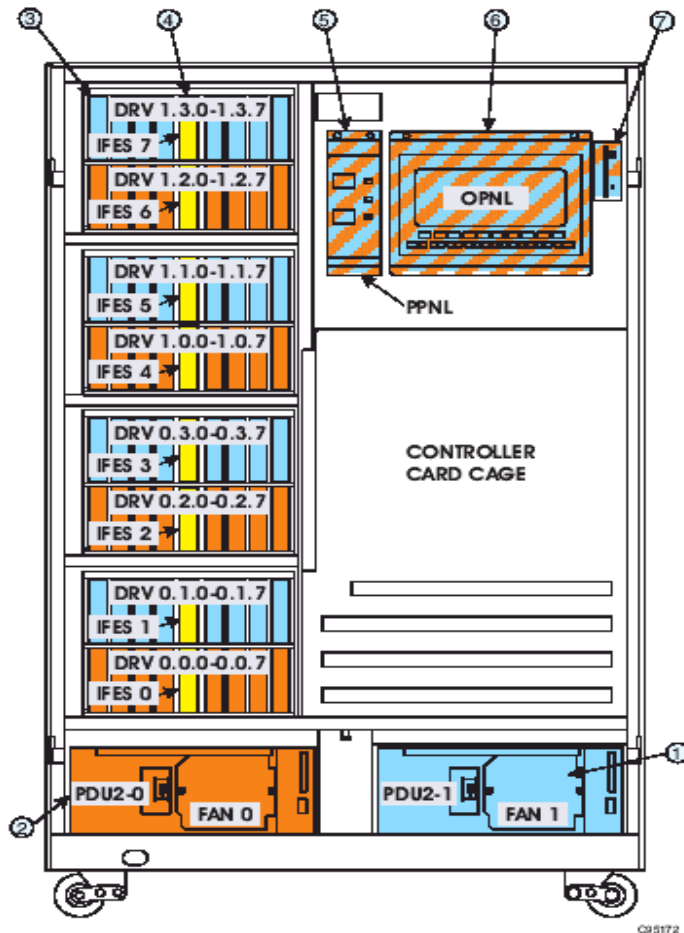 3
4
5
6
7
DRV 1.3.0-1.3.7
IFES 7
DRV 1.2.0-1.2.7
IFES 6
OPNL
DRV 1.1.0-1.1.7
IFES 5
PPNL
DRV 1.0.0-1.0.7
IFES 4
DRV 0.3.0-0.3.7
IFES 3
CONTROLLER
CARD CAGE
DRV 0.2.0-0.2.7
IFES 2
DRV 0.1.0-0.1.7
IFES 1
DRV 0.0.0-0.0.7
IFES 0
1
PDU2-0
FAN 0
PDU2-1
FAN 1
2
C95172